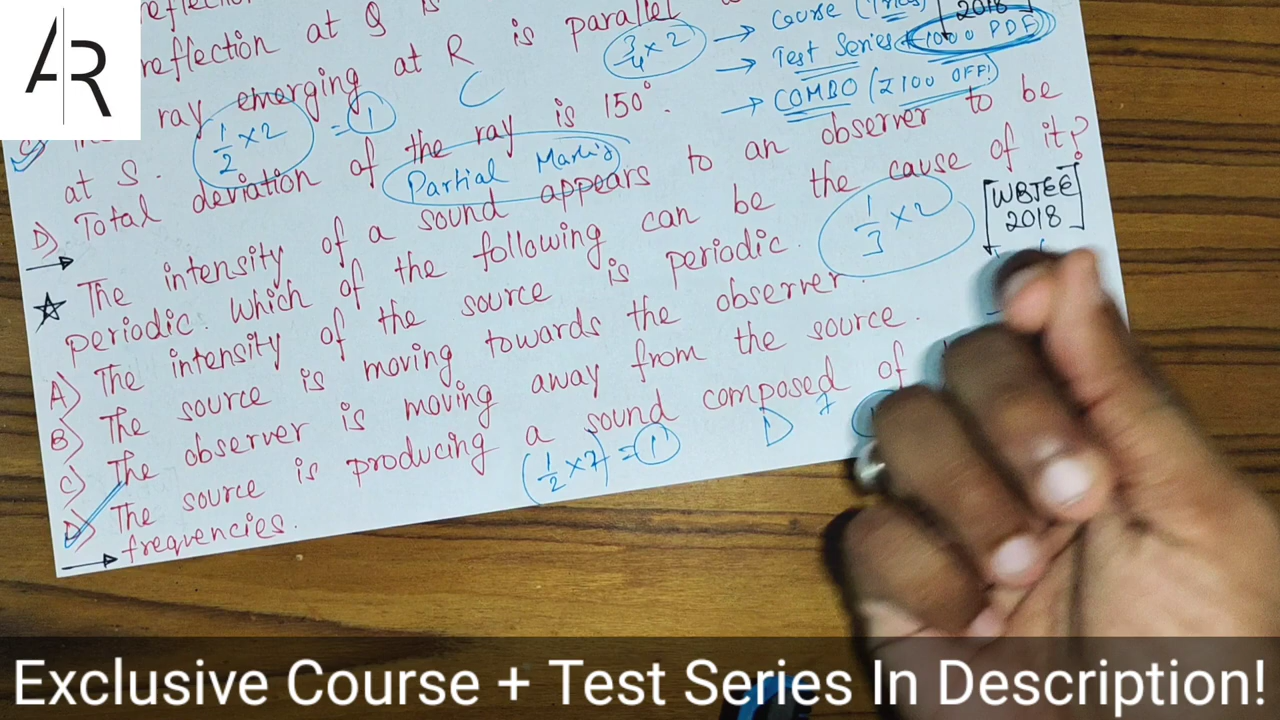 AR
reflection at Q is
reflection at Q is parallel
ray emerging at R
C
3/4 × 2
→ Course
2018
→ Test Series + 1000 PDF
→ COMBO (₹100 OFF!)
1/2 × 2 = 1
at S.
D) Total deviation of the ray is 150°.
Partial Marks
→
☆ The intensity of a sound appears to an observer to be
periodic. Which of the following can be the cause of it?
[WBJEE
2018
1/3 × 2
A) The intensity of the source is periodic.
B) The source is moving towards the observer.
C) The observer is moving away from the source.
D) The source is producing a sound composed of
frequencies.
(1/2 × 2) = 1
D
→
Exclusive Course + Test Series In Description!